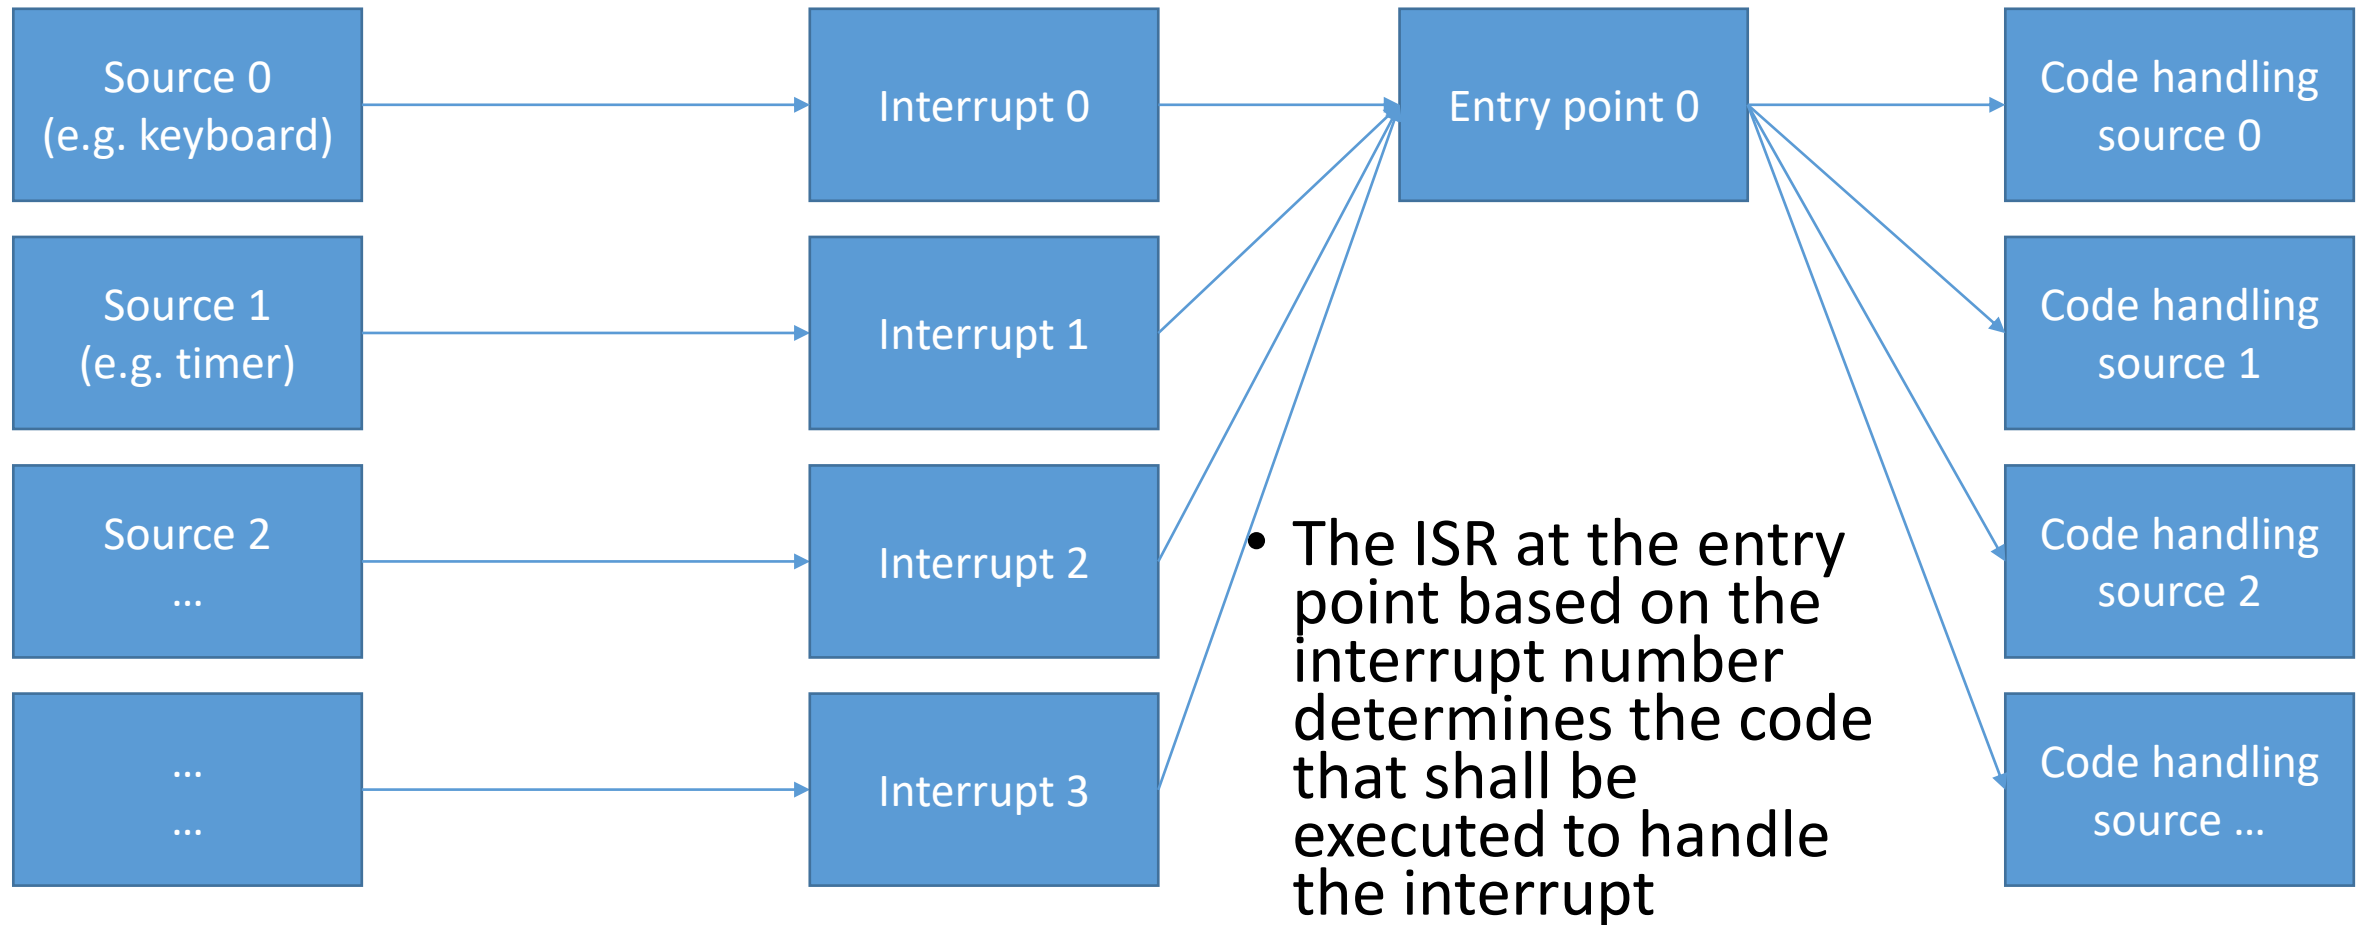 Source 0
(e.g. keyboard)
Interrupt 0
Entry point 0
Code handling
source 0
Source 1
(e.g. timer)
Interrupt 1
Code handling
source 1
Source 2
...
Interrupt 2
Code handling
source 2
...
...
Interrupt 3
Code handling
source ...
• The ISR at the entry
point based on the
interrupt number
determines the code
that shall be
executed to handle
the interrupt